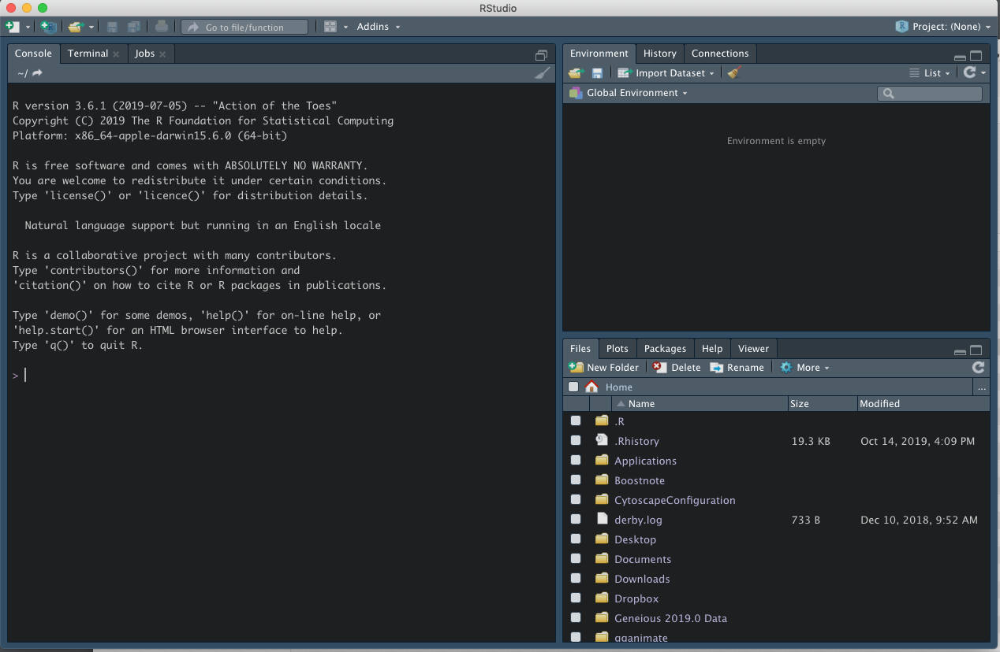 RStudio
Go to file/function
Addins
Project: (None)
Console Terminal Jobs
~/
R version 3.6.1 (2019-07-05) -- "Action of the Toes"
Copyright (C) 2019 The R Foundation for Statistical Computing
Platform: x86_64-apple-darwin15.6.0 (64-bit)
R is free software and comes with ABSOLUTELY NO WARRANTY.
You are welcome to redistribute it under certain conditions.
Type 'license()' or 'licence()' for distribution details.
Natural language support but running in an English locale
R is a collaborative project with many contributors.
Type 'contributors()' for more information and
'citation()' on how to cite R or R packages in publications.
Type 'demo()' for some demos, 'help()' for on-line help, or
'help.start()' for an HTML browser interface to help.
Type 'q()' to quit R.
>
Environment History Connections
Import Dataset List
Global Environment
Environment is empty
Files Plots Packages Help Viewer
New Folder Delete Rename More
Home ...
Name Size Modified
.R
.Rhistory 19.3 KB Oct 14, 2019, 4:09 PM
Applications
Boostnote
CytoscapeConfiguration
derby.log 733 B Dec 10, 2018, 9:52 AM
Desktop
Documents
Downloads
Dropbox
Geneious 2019.0 Data
gganimate